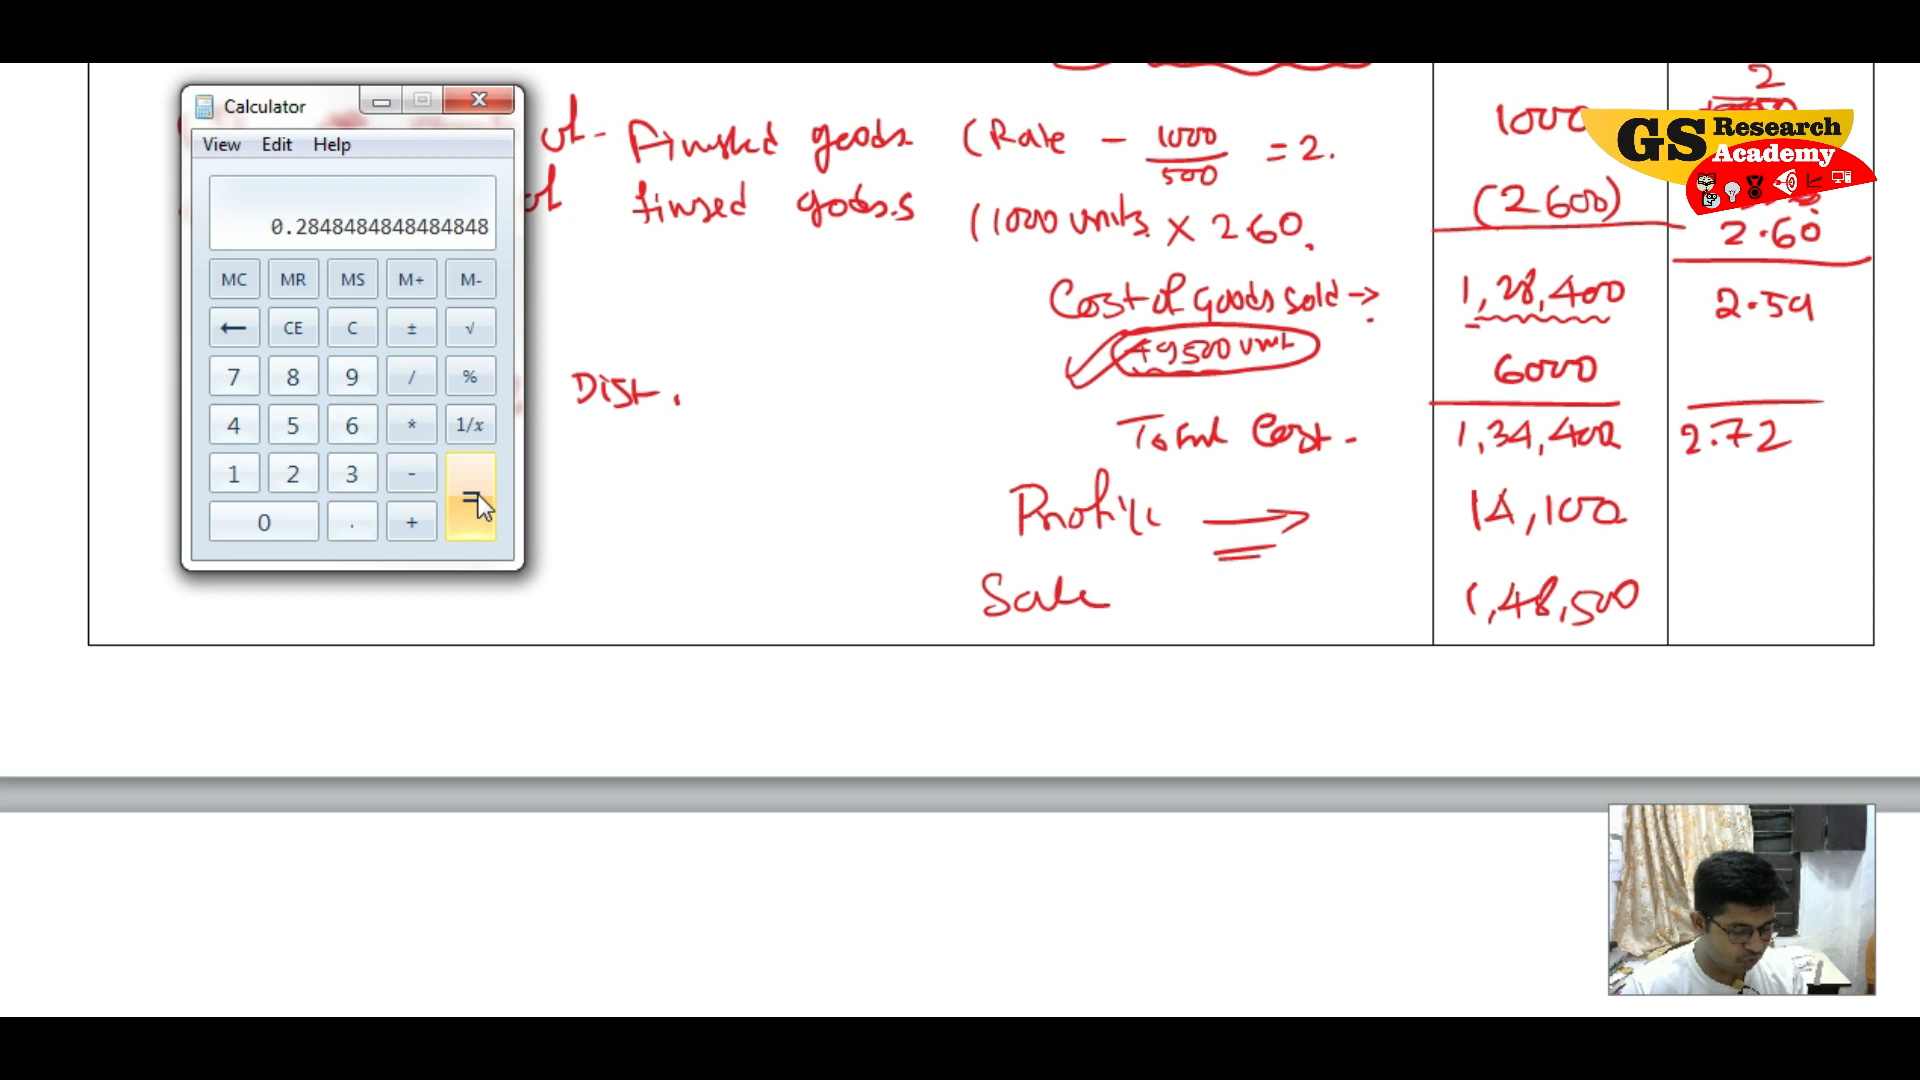 2
1000
GS Research Academy
Calculator
View Edit Help
0.2848484848484848
MC MR MS M+ M-
← CE C ± √
7 8 9 / %
4 5 6 * 1/x
1 2 3 - =
0 . +
of - finished goods (Rate - 1000/500 = 2.
of finised goods (1000 units × 2.60. (2600) 2.60
Cost of Goods Sold → 1,28,400 2.59
49500 unit 6000
Dist.
Total Cost. 1,34,400 2.72
Profit → 14,100
Sale 1,48,500